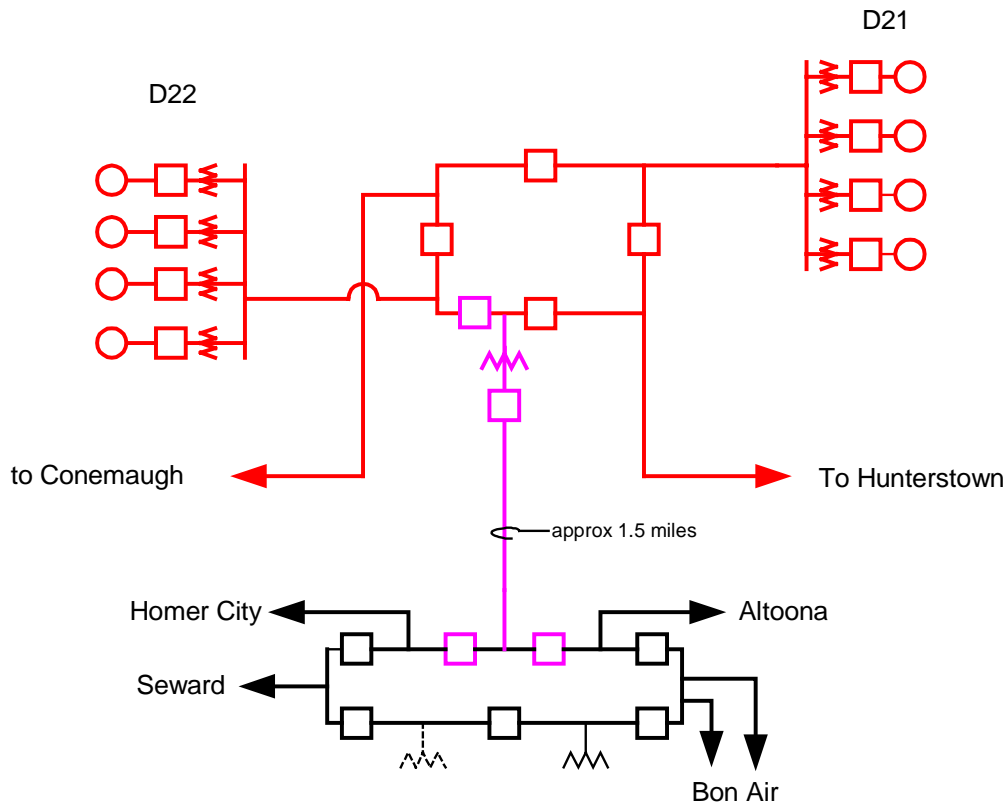 D21
D22
to Conemaugh
To Hunterstown
approx 1.5 miles
Homer City
Altoona
Seward
Bon Air